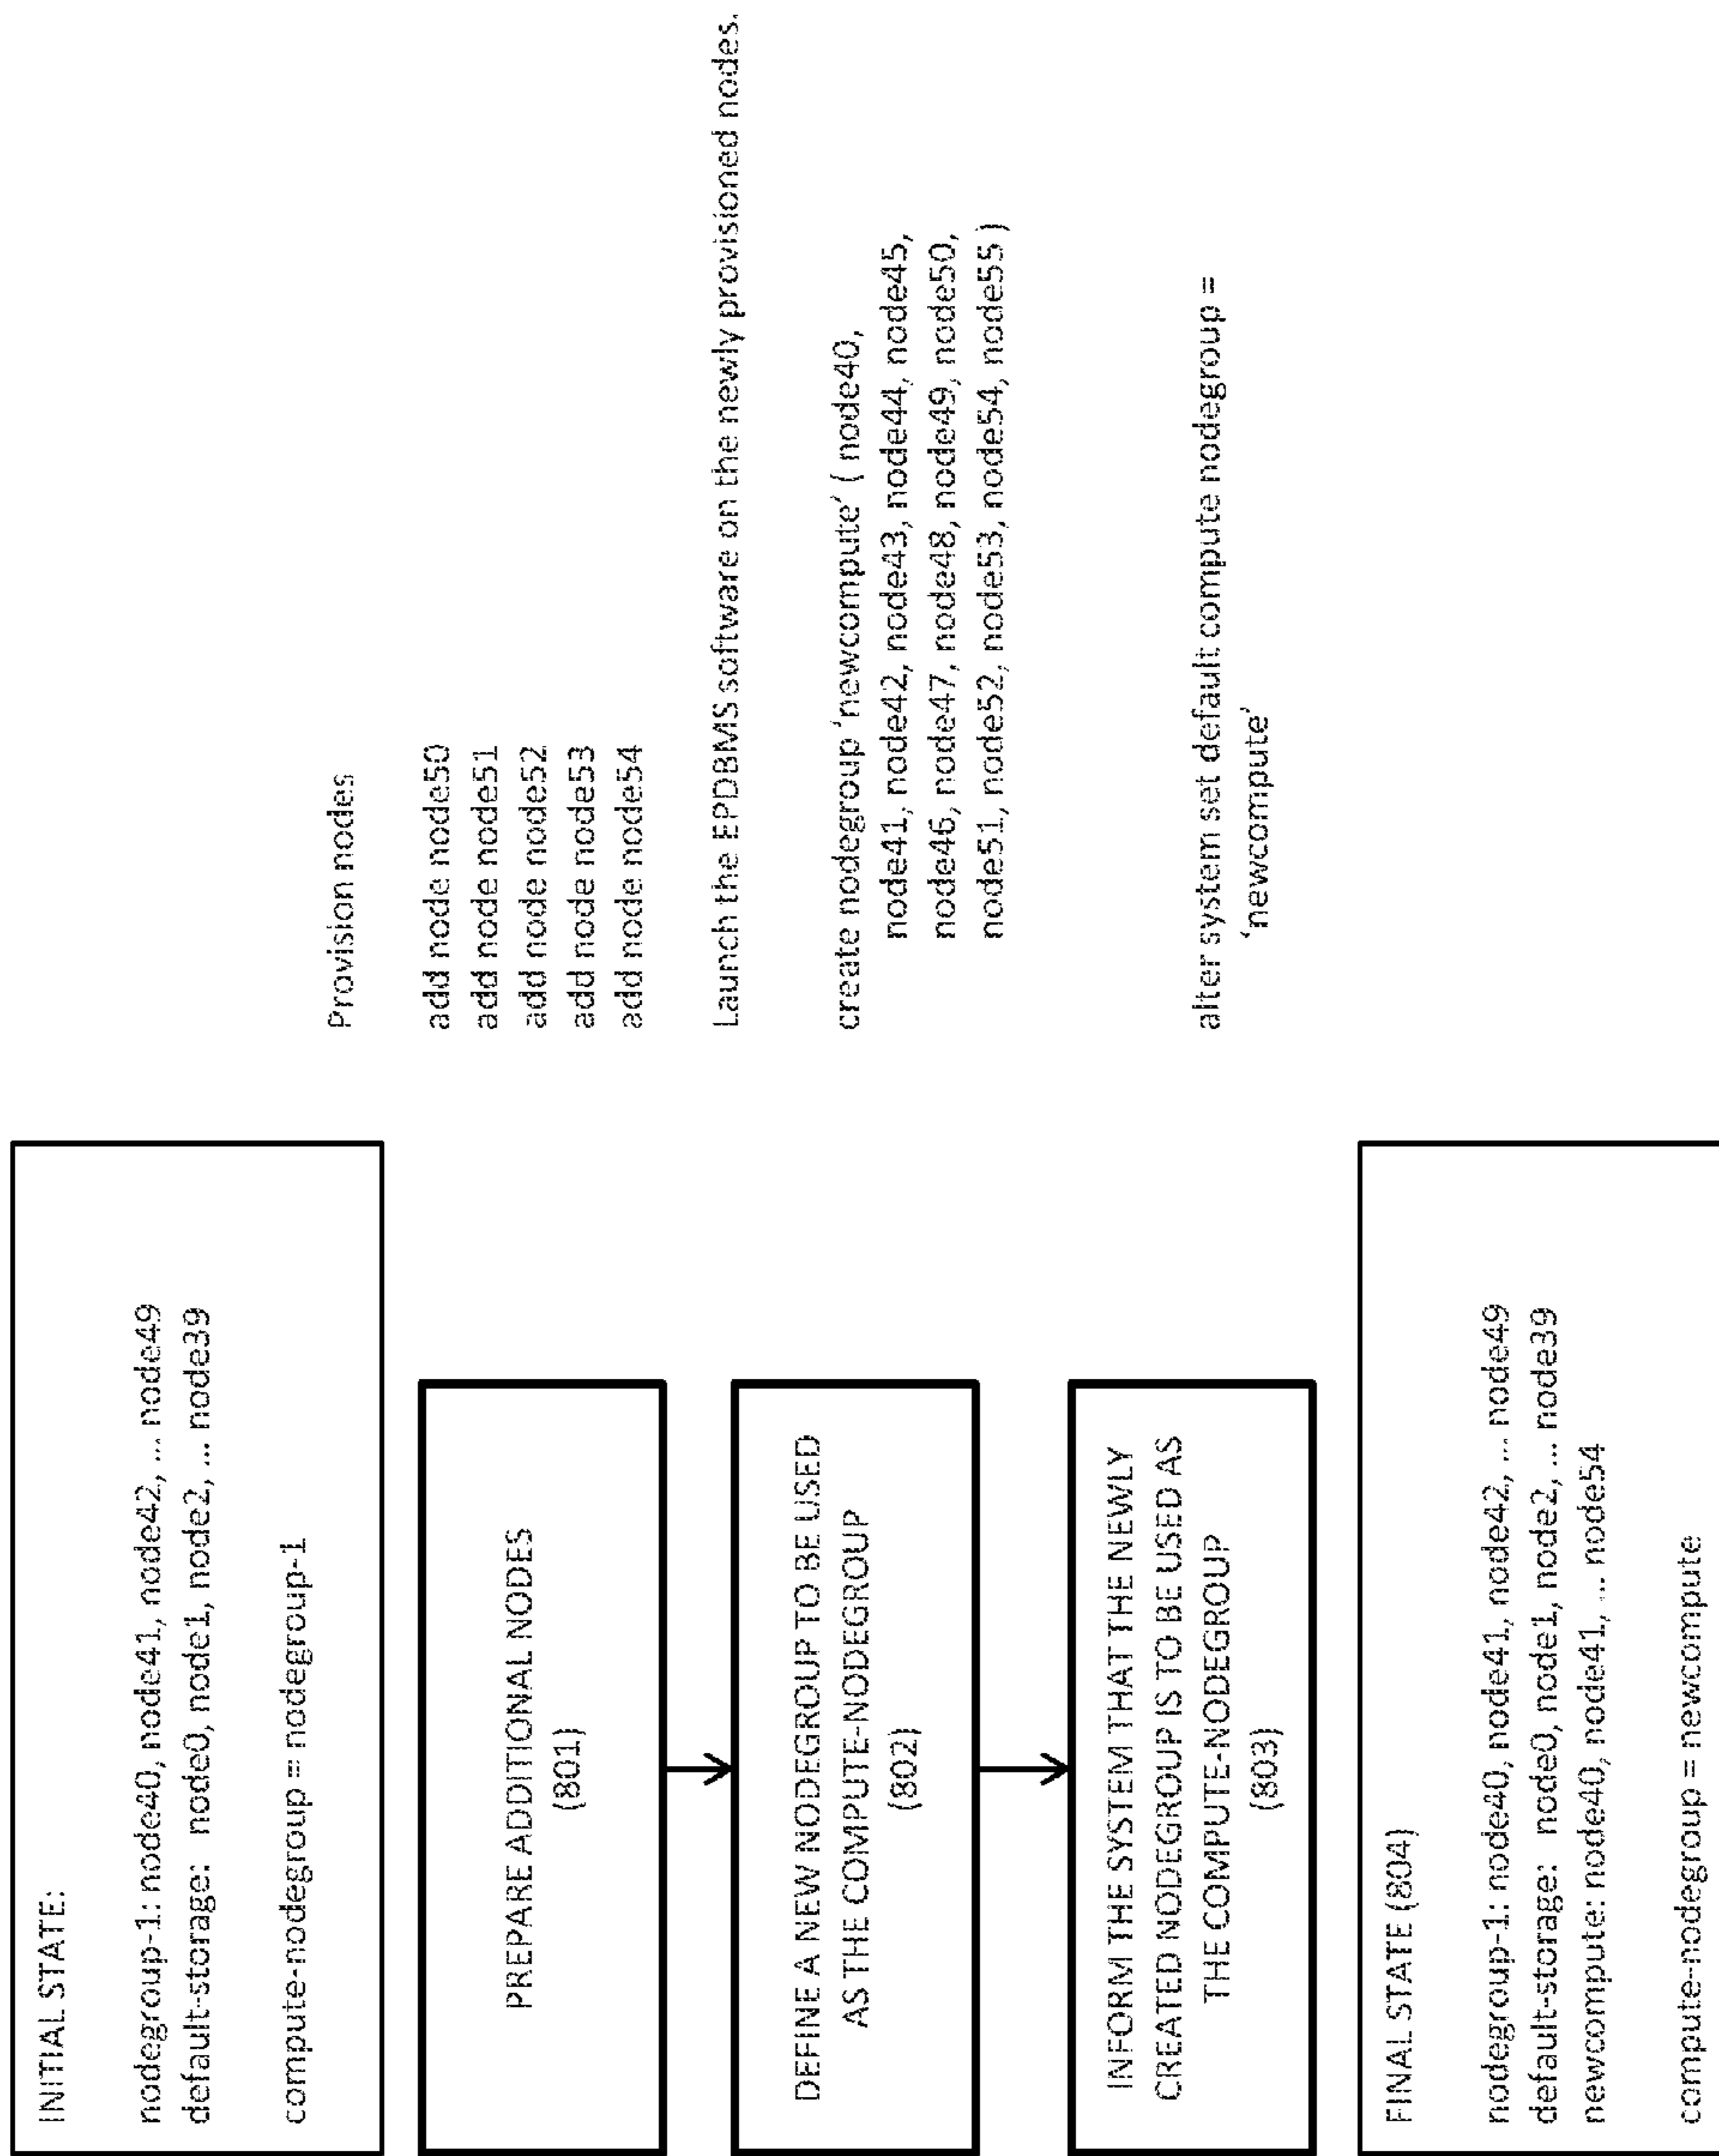 INITIAL STATE:
nodegroup-1: node40, node41, node42, ... node49
default-storage: node0, node1, node2, ... node39
compute-nodegroup = nodegroup-1
Provision nodes
add node node50
add node node51
add node node52
add node node53
add node node54
Launch the EPDBMS software on the newly provisioned nodes.
PREPARE ADDITIONAL NODES
(801)
create nodegroup 'newcompute' ( node40,
node41, node42, node43, node44, node45,
node46, node47, node48, node49, node50,
node51, node52, node53, node54, node55 )
DEFINE A NEW NODEGROUP TO BE USED
AS THE COMPUTE-NODEGROUP
(802)
alter system set default compute nodegroup =
'newcompute'
INFORM THE SYSTEM THAT THE NEWLY
CREATED NODEGROUP IS TO BE USED AS
THE COMPUTE-NODEGROUP
(803)
FINAL STATE (804)
nodegroup-1: node40, node41, node42, ... node49
default-storage: node0, node1, node2, ... node39
newcompute: node40, node41, ... node54
compute-nodegroup = newcompute